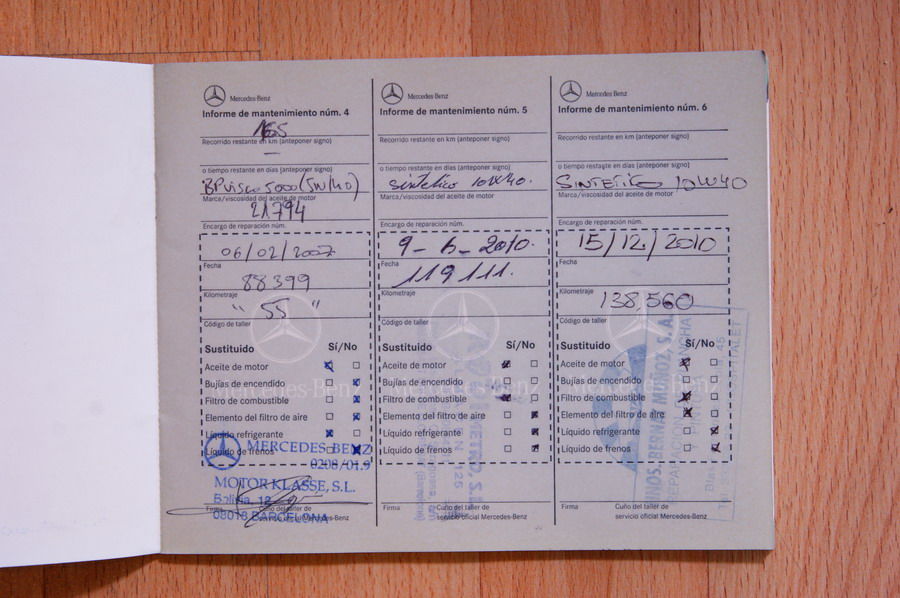 Mercedes-Benz
Informe de mantenimiento núm. 4
165
Recorrido restante en km (anteponer signo)
—
o tiempo restante en días (anteponer signo)
BP Visco 5000 (5W/40)
Marca/viscosidad del aceite de motor
21.794
Encargo de reparación núm.
06/02/2007
Fecha
88399
Kilometraje
" 55 "
Código de taller
Sustituido Sí/No
Aceite de motor
Bujías de encendido
Filtro de combustible
Elemento del filtro de aire
Líquido refrigerante
Líquido de frenos
MERCEDES BENZ
0208/01.9
MOTOR KLASSE, S.L.
Bolivia, 12
08018 BARCELONA
Firma
Cuño del taller de
servicio oficial Mercedes-Benz
Mercedes-Benz
Informe de mantenimiento núm. 5
Recorrido restante en km (anteponer signo)
o tiempo restante en días (anteponer signo)
sintetico 10W40.
Marca/viscosidad del aceite de motor
Encargo de reparación núm.
9-6-2010.
Fecha
119111.
Kilometraje
Código de taller
Sustituido Sí/No
Aceite de motor
Bujías de encendido
Filtro de combustible
Elemento del filtro de aire
Líquido refrigerante
Líquido de frenos
Firma
Cuño del taller de
servicio oficial Mercedes-Benz
Mercedes-Benz
Informe de mantenimiento núm. 6
Recorrido restante en km (anteponer signo)
o tiempo restante en días (anteponer signo)
SINTETICO 10W40
Marca/viscosidad del aceite de motor
Encargo de reparación núm.
15/12/2010
Fecha
138,560
Kilometraje
Código de taller
Sustituido Sí/No
Aceite de motor
Bujías de encendido
Filtro de combustible
Elemento del filtro de aire
Líquido refrigerante
Líquido de frenos
MUÑOZ, S.A.
Firma
Cuño del taller de
servicio oficial Mercedes-Benz
Mercedes-Benz